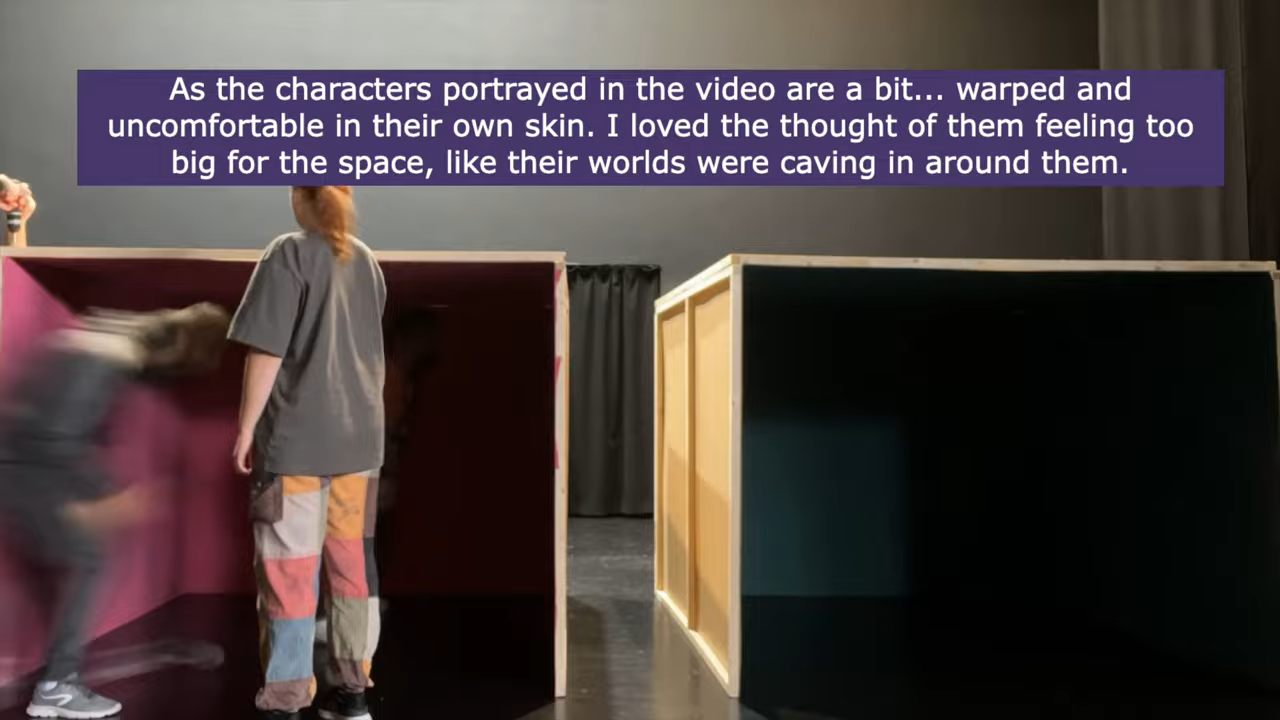 As the characters portrayed in the video are a bit... warped and
uncomfortable in their own skin. I loved the thought of them feeling too
big for the space, like their worlds were caving in around them.